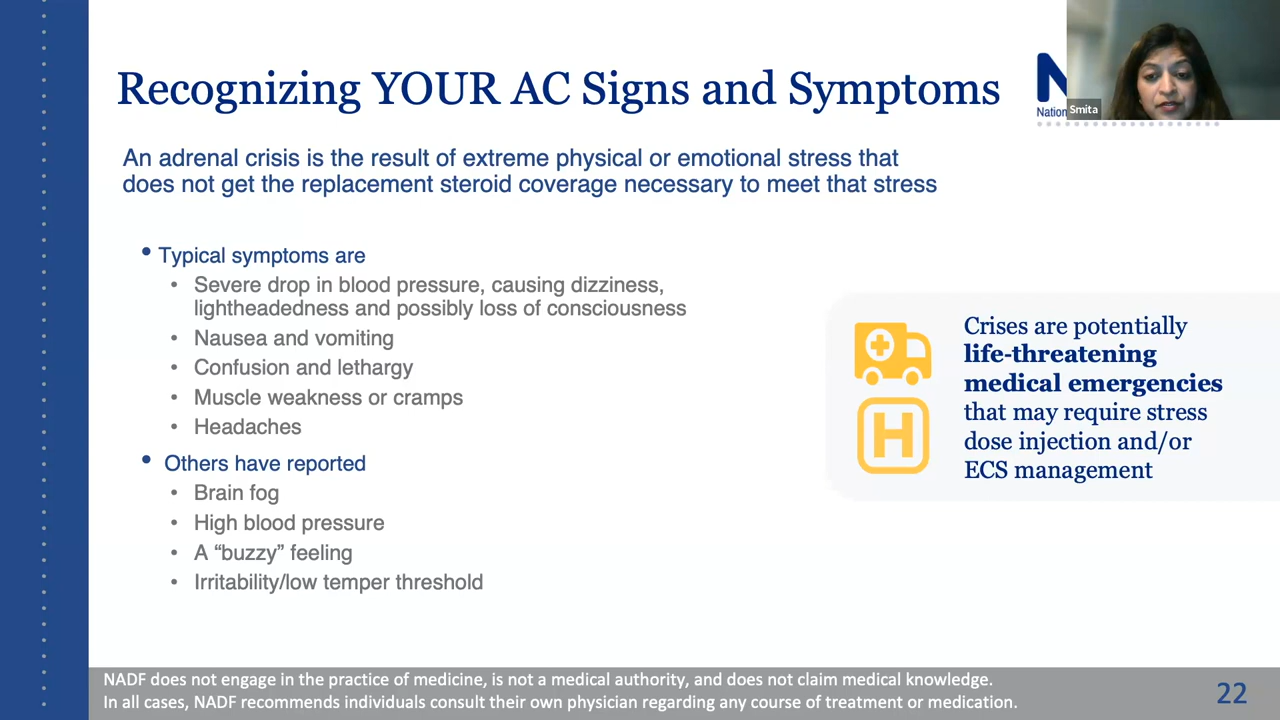 Recognizing YOUR AC Signs and Symptoms
N
Nation
Smita
An adrenal crisis is the result of extreme physical or emotional stress that
does not get the replacement steroid coverage necessary to meet that stress
• Typical symptoms are
• Severe drop in blood pressure, causing dizziness,
lightheadedness and possibly loss of consciousness
• Nausea and vomiting
• Confusion and lethargy
• Muscle weakness or cramps
• Headaches
• Others have reported
• Brain fog
• High blood pressure
• A “buzzy” feeling
• Irritability/low temper threshold
H
Crises are potentially
life-threatening
medical emergencies
that may require stress
dose injection and/or
ECS management
NADF does not engage in the practice of medicine, is not a medical authority, and does not claim medical knowledge.
In all cases, NADF recommends individuals consult their own physician regarding any course of treatment or medication.
22